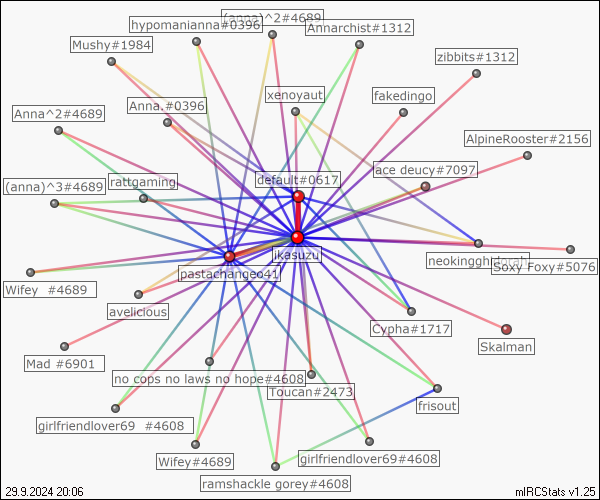 (anna)^2#4689
hypomanianna#0396
Annarchist#1312
Mushy#1984
zibbits#1312
xenoyaut
fakedingo
Anna.#0396
Anna^2#4689
AlpineRooster#2156
ace deucy#7097
default#0617
rattgaming
(anna)^3#4689
likasuzu
neokingghidorah
Soxy Foxy#5076
pastachangeo41
Wifey  #4689
avelicious
Cypha#1717
Skalman
Mad #6901
no cops no laws no hope#4608
Toucan#2473
frisout
girlfriendlover69  #4608
Wifey#4689
girlfriendlover69#4608
ramshackle gorey#4608
29.9.2024 20:06
mIRCStats v1.25